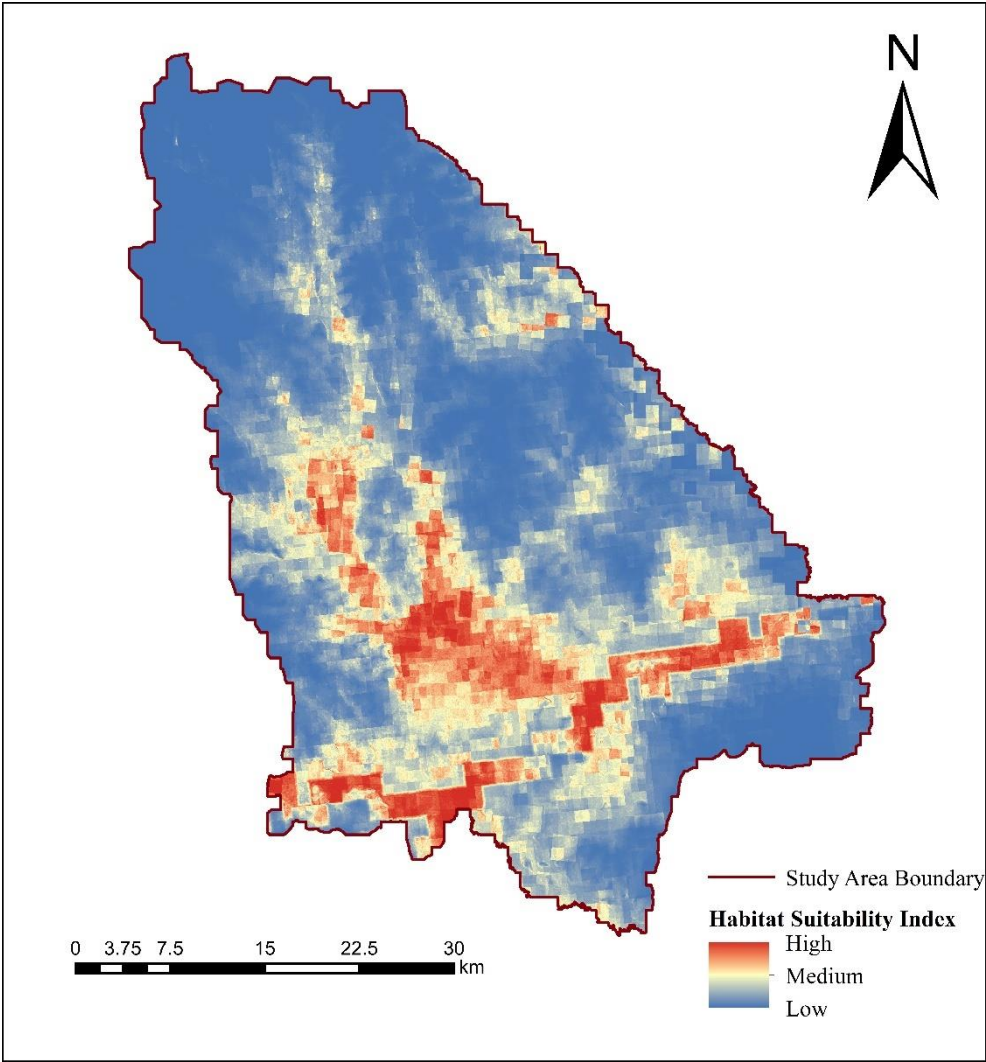 N
Study Area Boundary
Habitat Suitability Index
High
Medium
Low
0 3.75 7.5 15 22.5 30
km